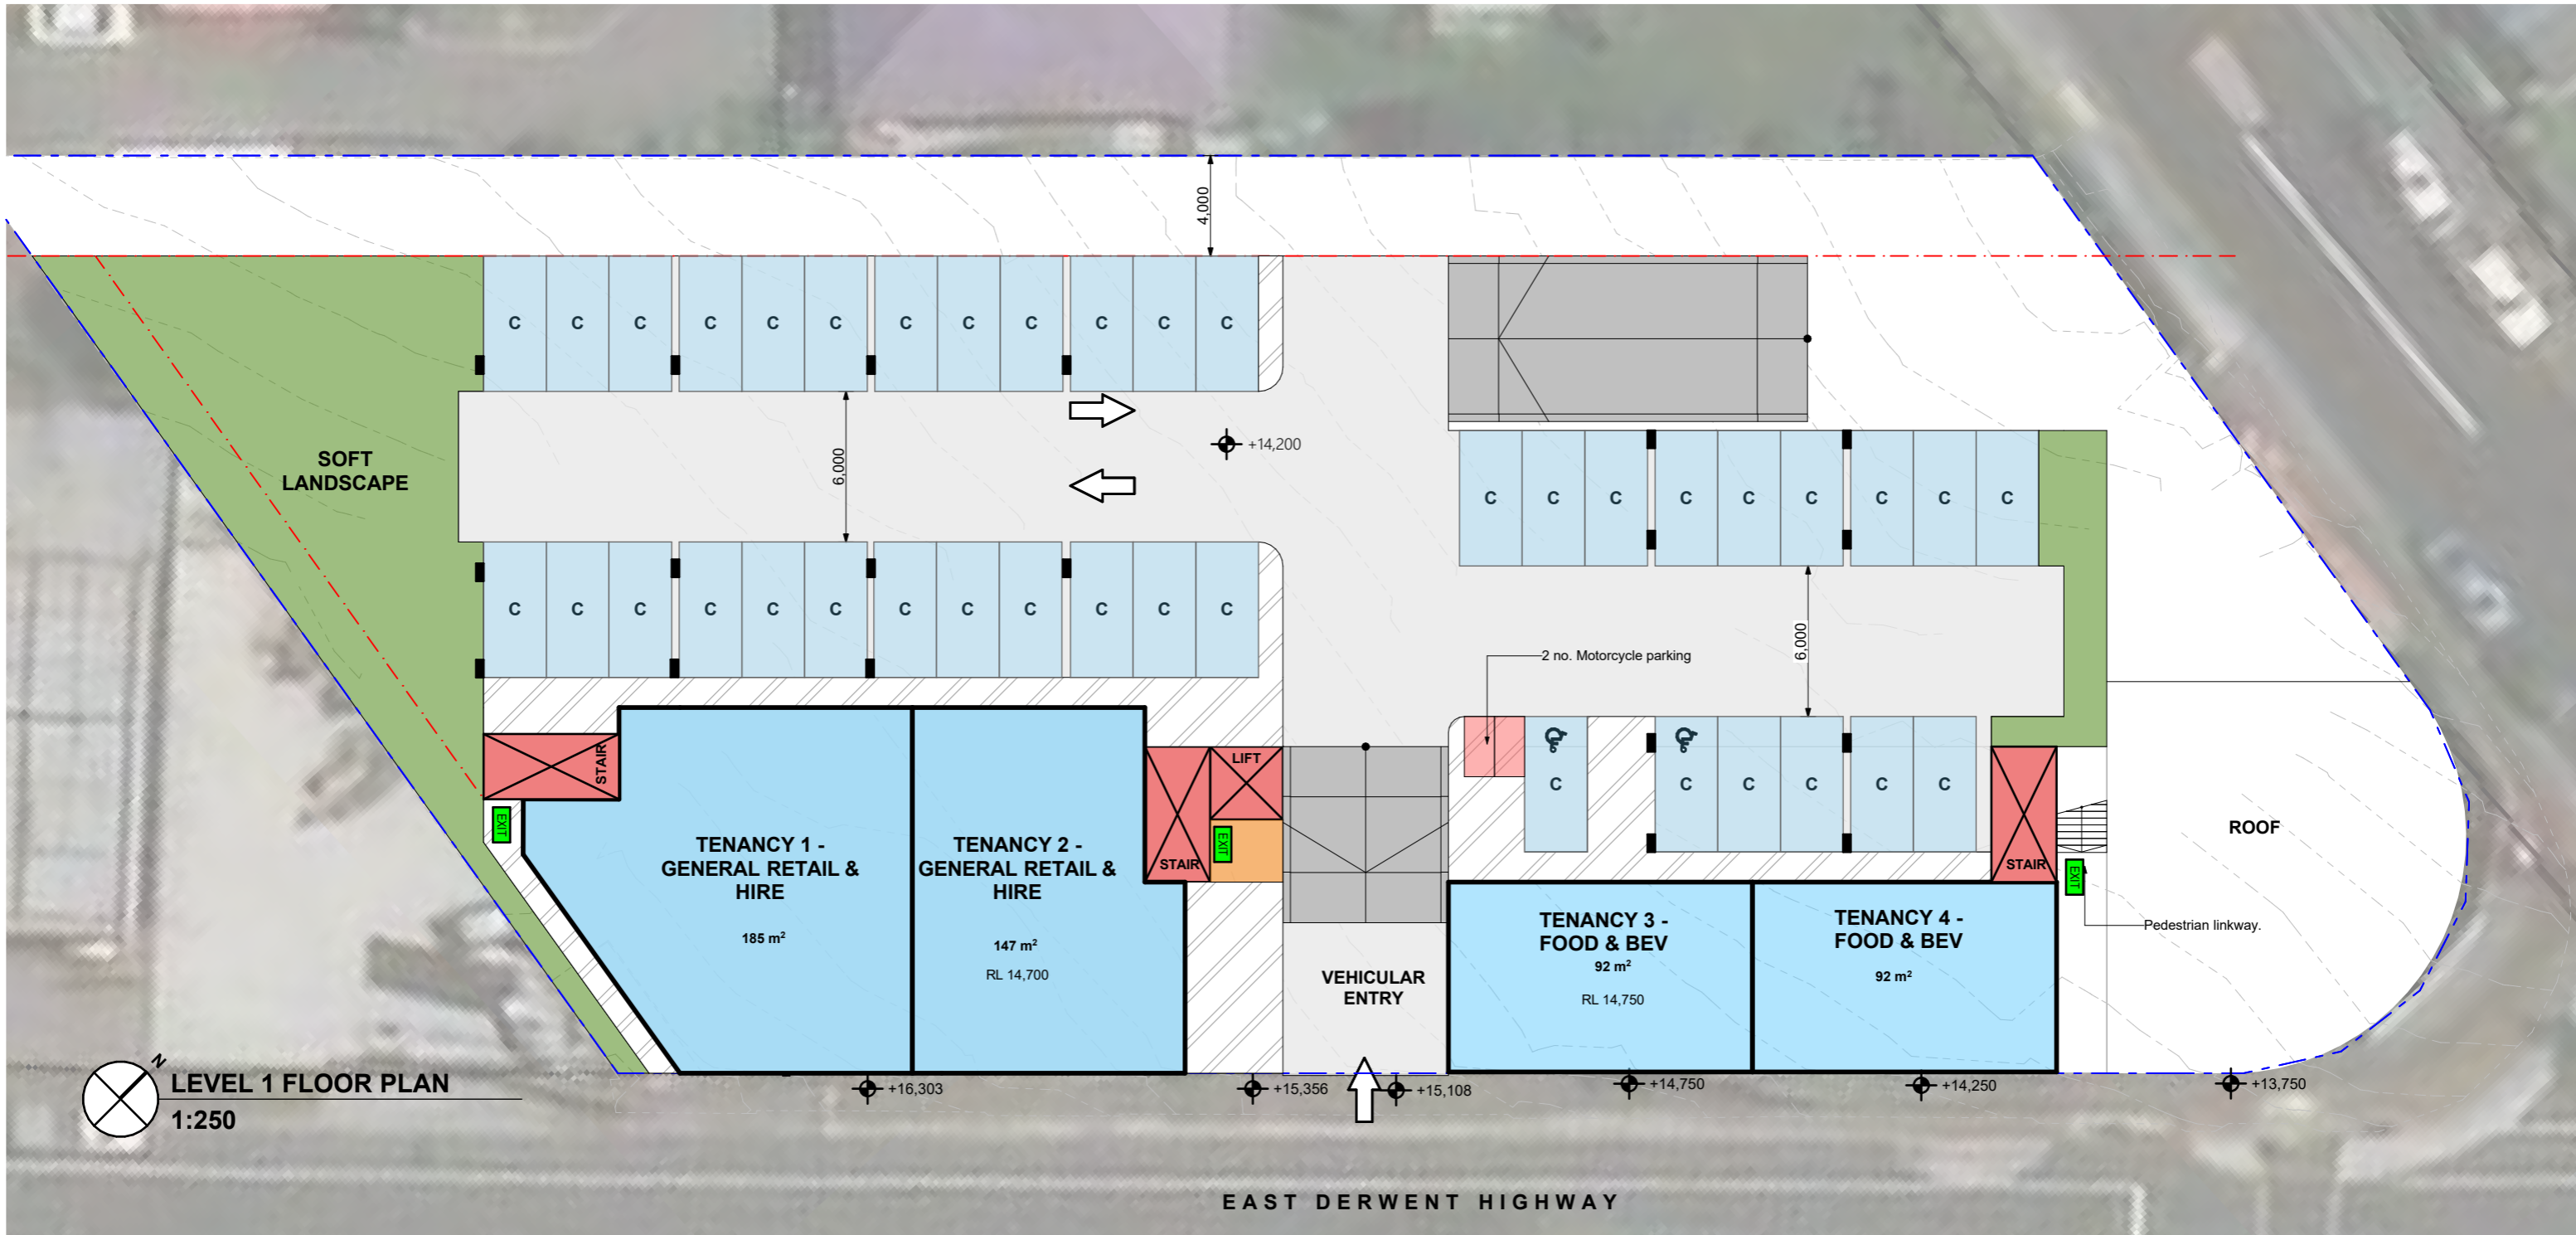 4,000
C C C C C C C C C C C C
+14,200
6,000
SOFT
LANDSCAPE
C C C C C C C C C
C C C C C C C C C C C C
6,000
2 no. Motorcycle parking
STAIR
LIFT
C C C C C C
EXIT
TENANCY 1 -
GENERAL RETAIL &
HIRE
185 m²
TENANCY 2 -
GENERAL RETAIL &
HIRE
147 m²
RL 14,700
STAIR
EXIT
STAIR
EXIT
ROOF
TENANCY 3 -
FOOD & BEV
92 m²
RL 14,750
TENANCY 4 -
FOOD & BEV
92 m²
Pedestrian linkway.
VEHICULAR
ENTRY
N
LEVEL 1 FLOOR PLAN
1:250
+16,303
+15,356
+15,108
+14,750
+14,250
+13,750
EAST DERWENT HIGHWAY